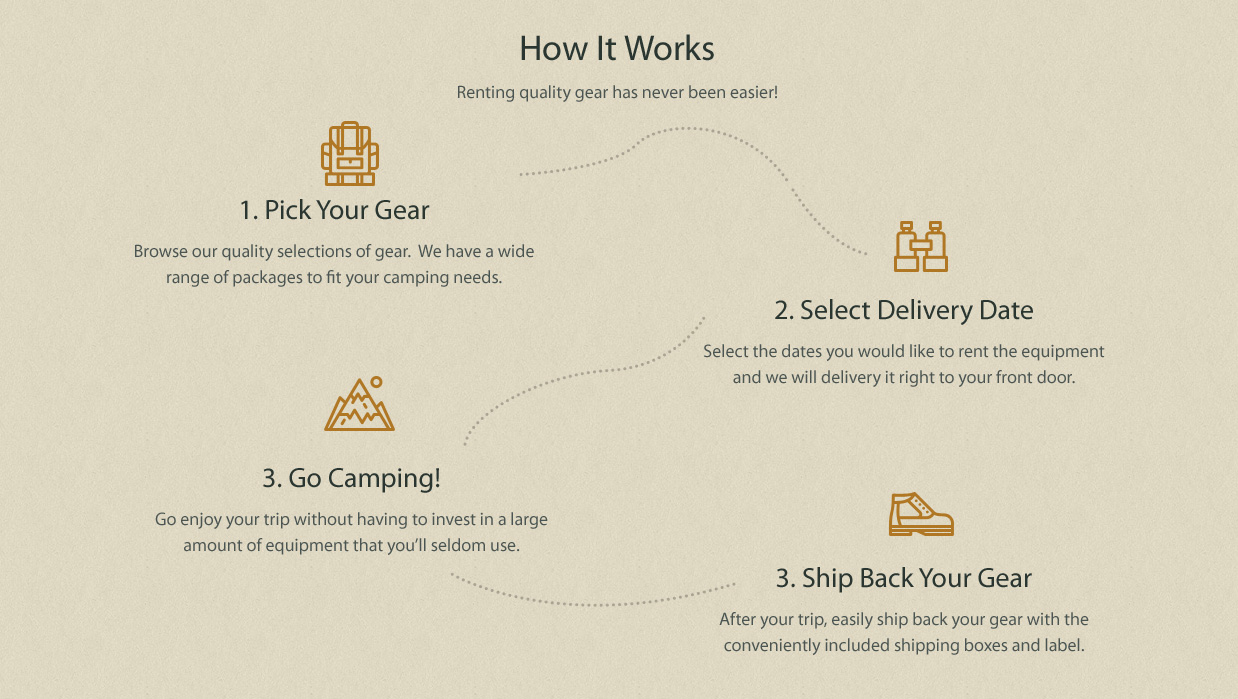 How It Works
Renting quality gear has never been easier!
1. Pick Your Gear
Browse our quality selections of gear.  We have a wide
range of packages to fit your camping needs.
2. Select Delivery Date
Select the dates you would like to rent the equipment
and we will delivery it right to your front door.
3. Go Camping!
Go enjoy your trip without having to invest in a large
amount of equipment that you’ll seldom use.
3. Ship Back Your Gear
After your trip, easily ship back your gear with the
conveniently included shipping boxes and label.